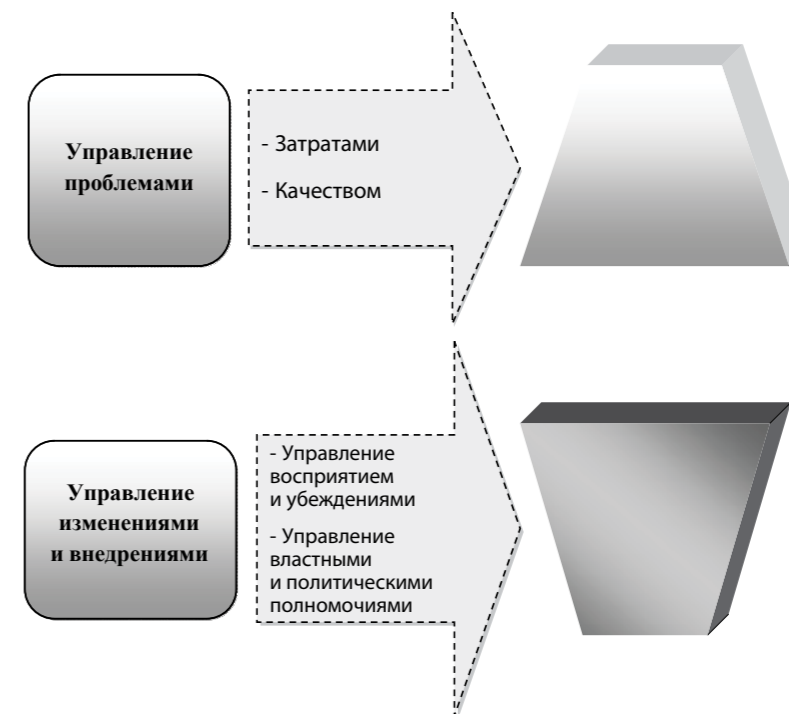 Управление
проблемами
- Затратами
- Качеством
Управление
изменениями
и внедрениями
- Управление
восприятием
и убеждениями
- Управление
властными
и политическими
полномочиями